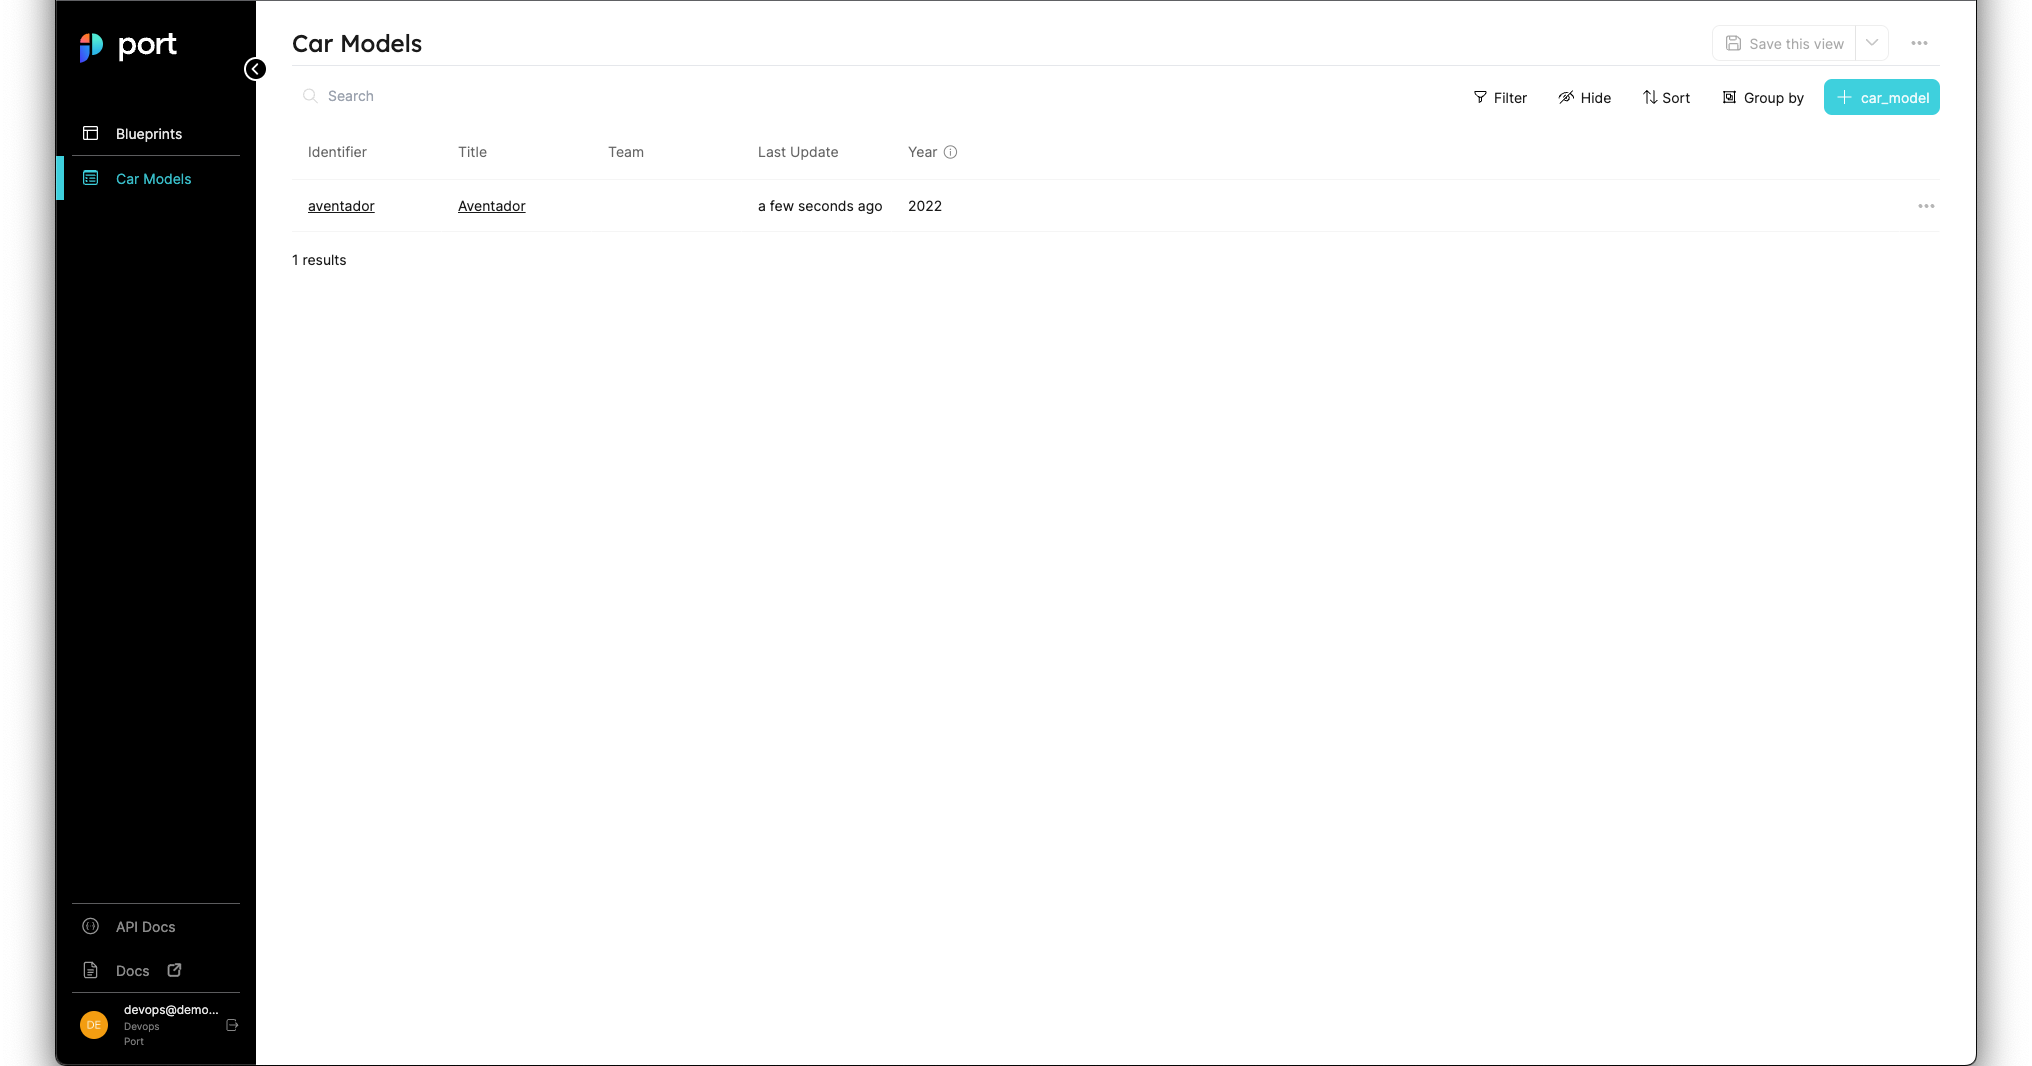 port
Blueprints
Car Models
API Docs
Docs
DE
devops@demo...
Devops
Port
Car Models
Save this view
Search
Filter Hide Sort Group by car_model
Identifier Title Team Last Update Year
aventador Aventador a few seconds ago 2022
1 results